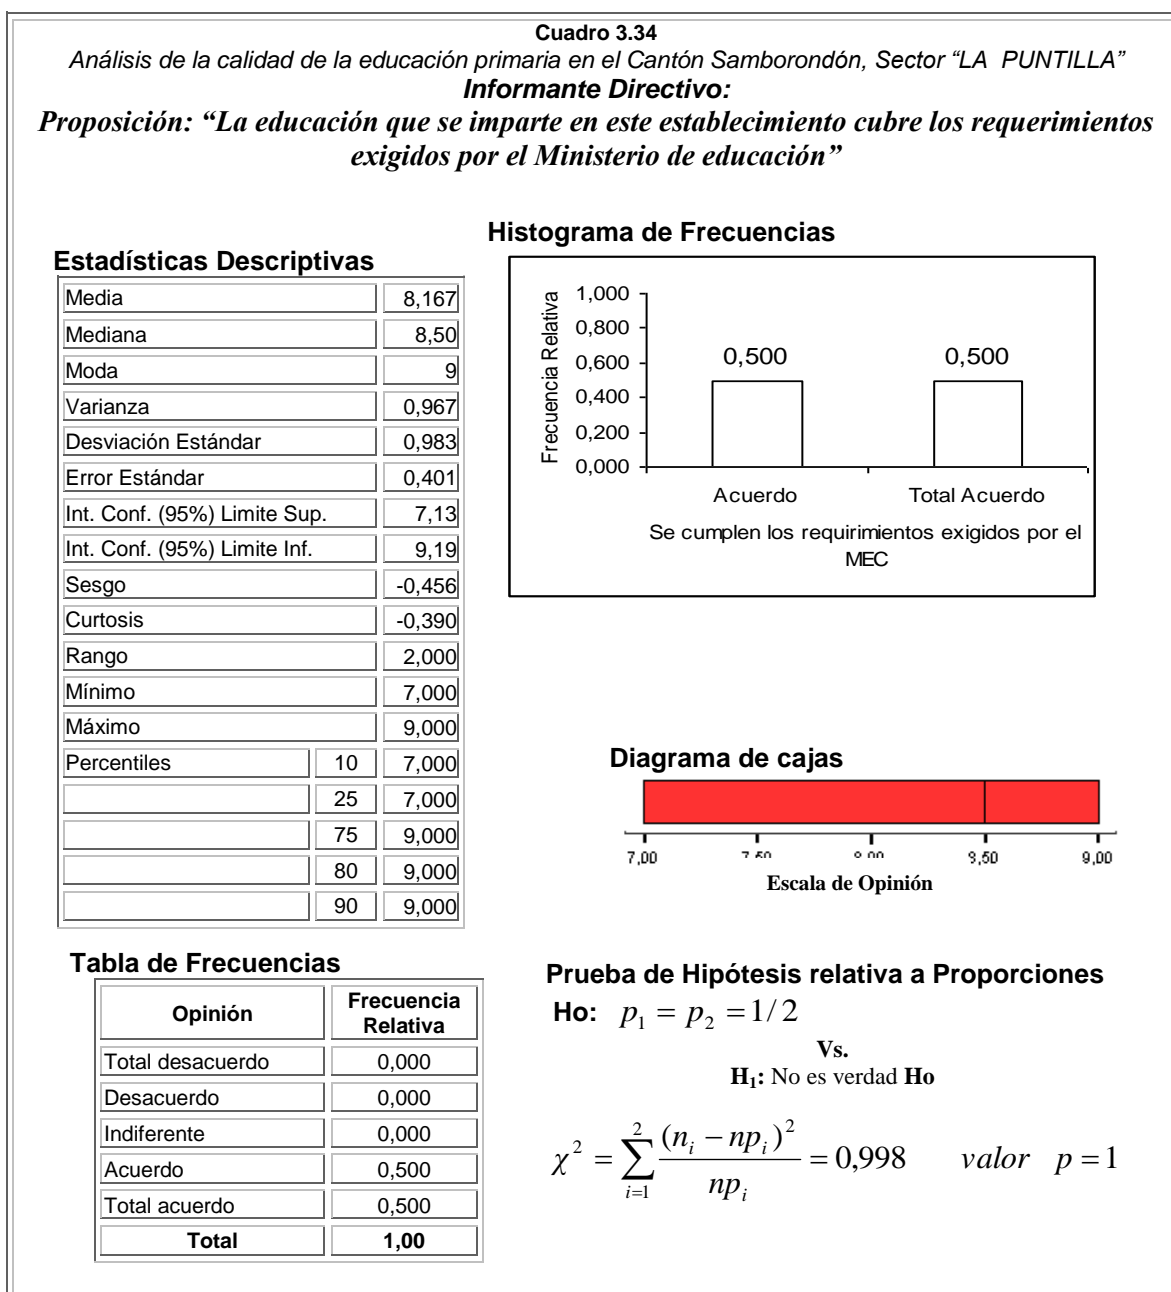 Cuadro 3.34
Análisis de la calidad de la educación primaria en el Cantón Samborondón, Sector “LA PUNTILLA”
Informante Directivo:
Proposición: “La educación que se imparte en este establecimiento cubre los requerimientos
exigidos por el Ministerio de educación”
Estadísticas Descriptivas
Media 8,167
Mediana 8,50
Moda 9
Varianza 0,967
Desviación Estándar 0,983
Error Estándar 0,401
Int. Conf. (95%) Limite Sup. 7,13
Int. Conf. (95%) Limite Inf. 9,19
Sesgo -0,456
Curtosis -0,390
Rango 2,000
Mínimo 7,000
Máximo 9,000
Percentiles 10 7,000
25 7,000
75 9,000
80 9,000
90 9,000
Histograma de Frecuencias
Frecuencia Relativa
1,000
0,800
0,600
0,400
0,200
0,000
0,500 0,500
Acuerdo Total Acuerdo
Se cumplen los requirimientos exigidos por el
MEC
Diagrama de cajas
7,00 7,50 8,00 8,50 9,00
Escala de Opinión
Tabla de Frecuencias
Opinión Frecuencia
Relativa
Total desacuerdo 0,000
Desacuerdo 0,000
Indiferente 0,000
Acuerdo 0,500
Total acuerdo 0,500
Total 1,00
Prueba de Hipótesis relativa a Proporciones
Ho: p₁ = p₂ = 1/2
Vs.
H₁: No es verdad Ho
χ² = ∑_{i=1}^{2} (n_i − np_i)² / np_i = 0,998 valor p = 1